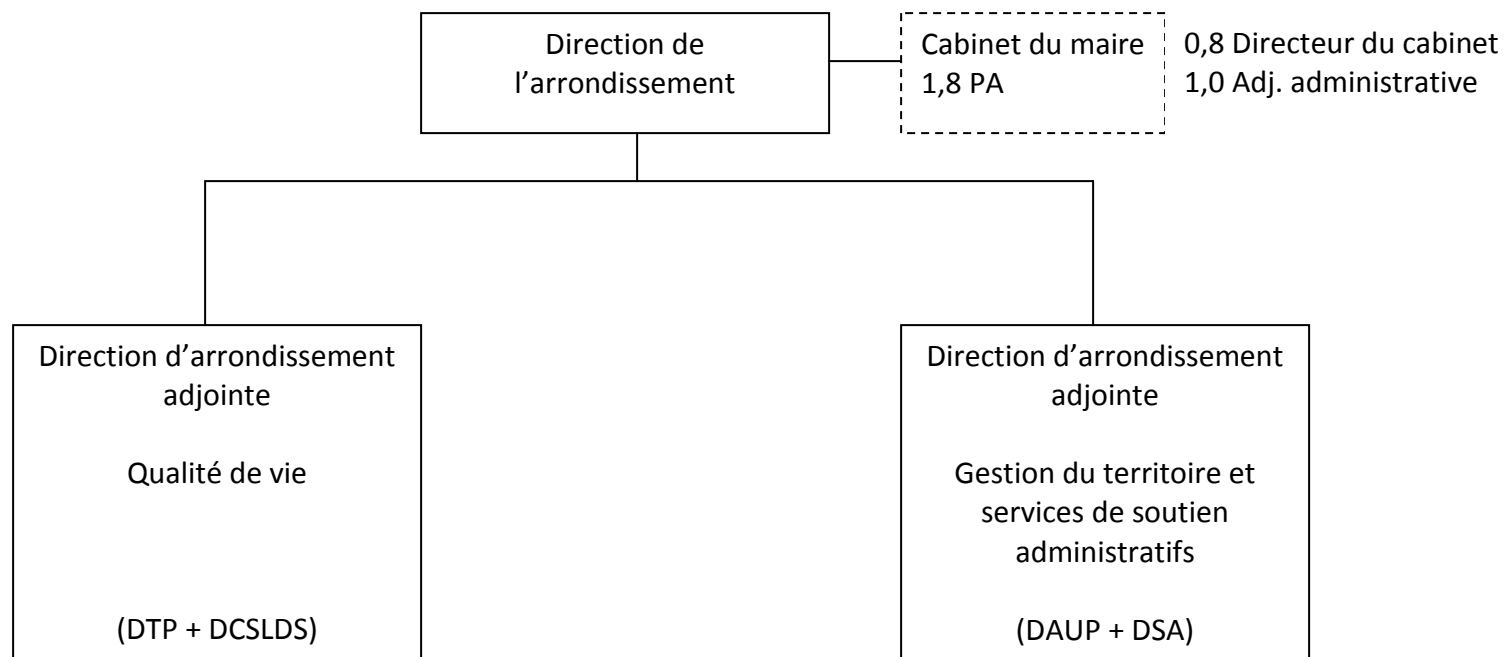 Direction de
l’arrondissement
Cabinet du maire
1,8 PA
0,8 Directeur du cabinet
1,0 Adj. administrative
Direction d’arrondissement
adjointe
Qualité de vie
(DTP + DCSLDS)
Direction d’arrondissement
adjointe
Gestion du territoire et
services de soutien
administratifs
(DAUP + DSA)